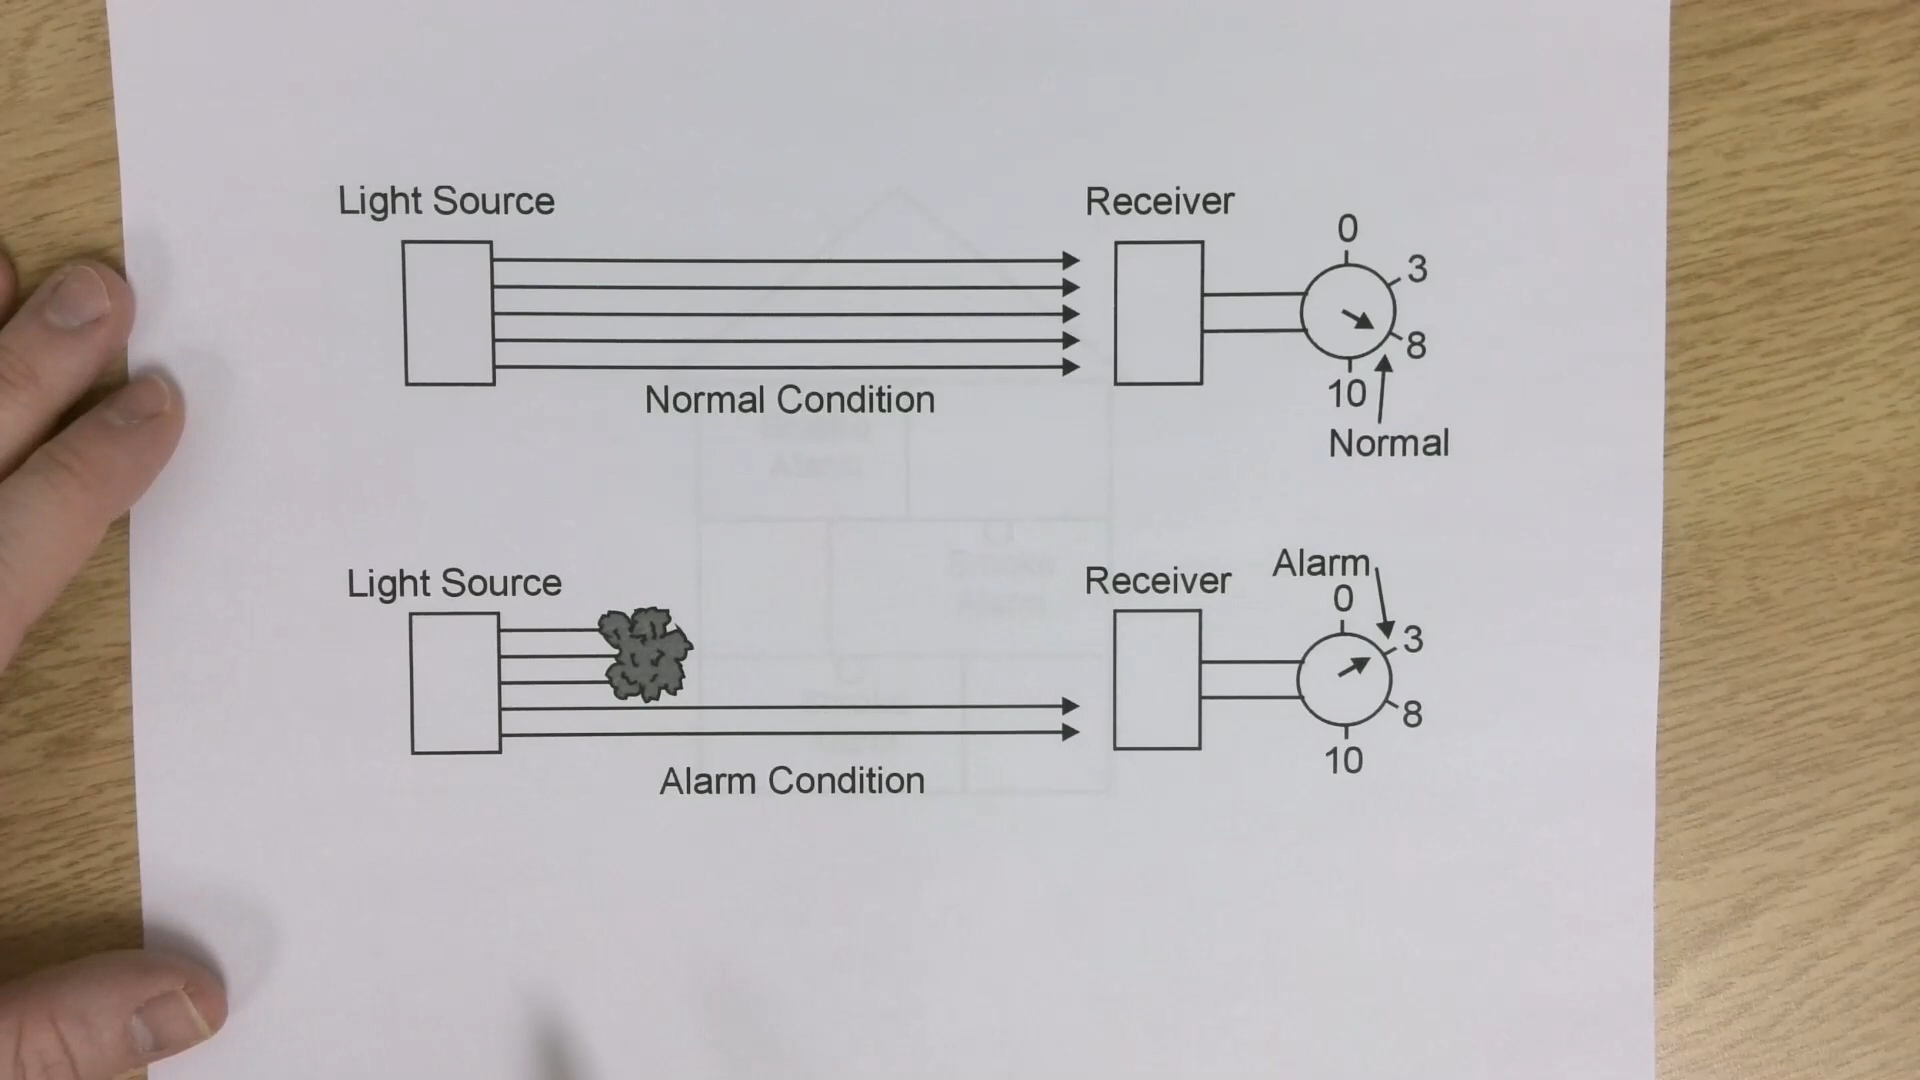 Light Source
Receiver
0
3
8
10
Normal Condition
Normal
Light Source
Receiver
Alarm
0
3
8
10
Alarm Condition